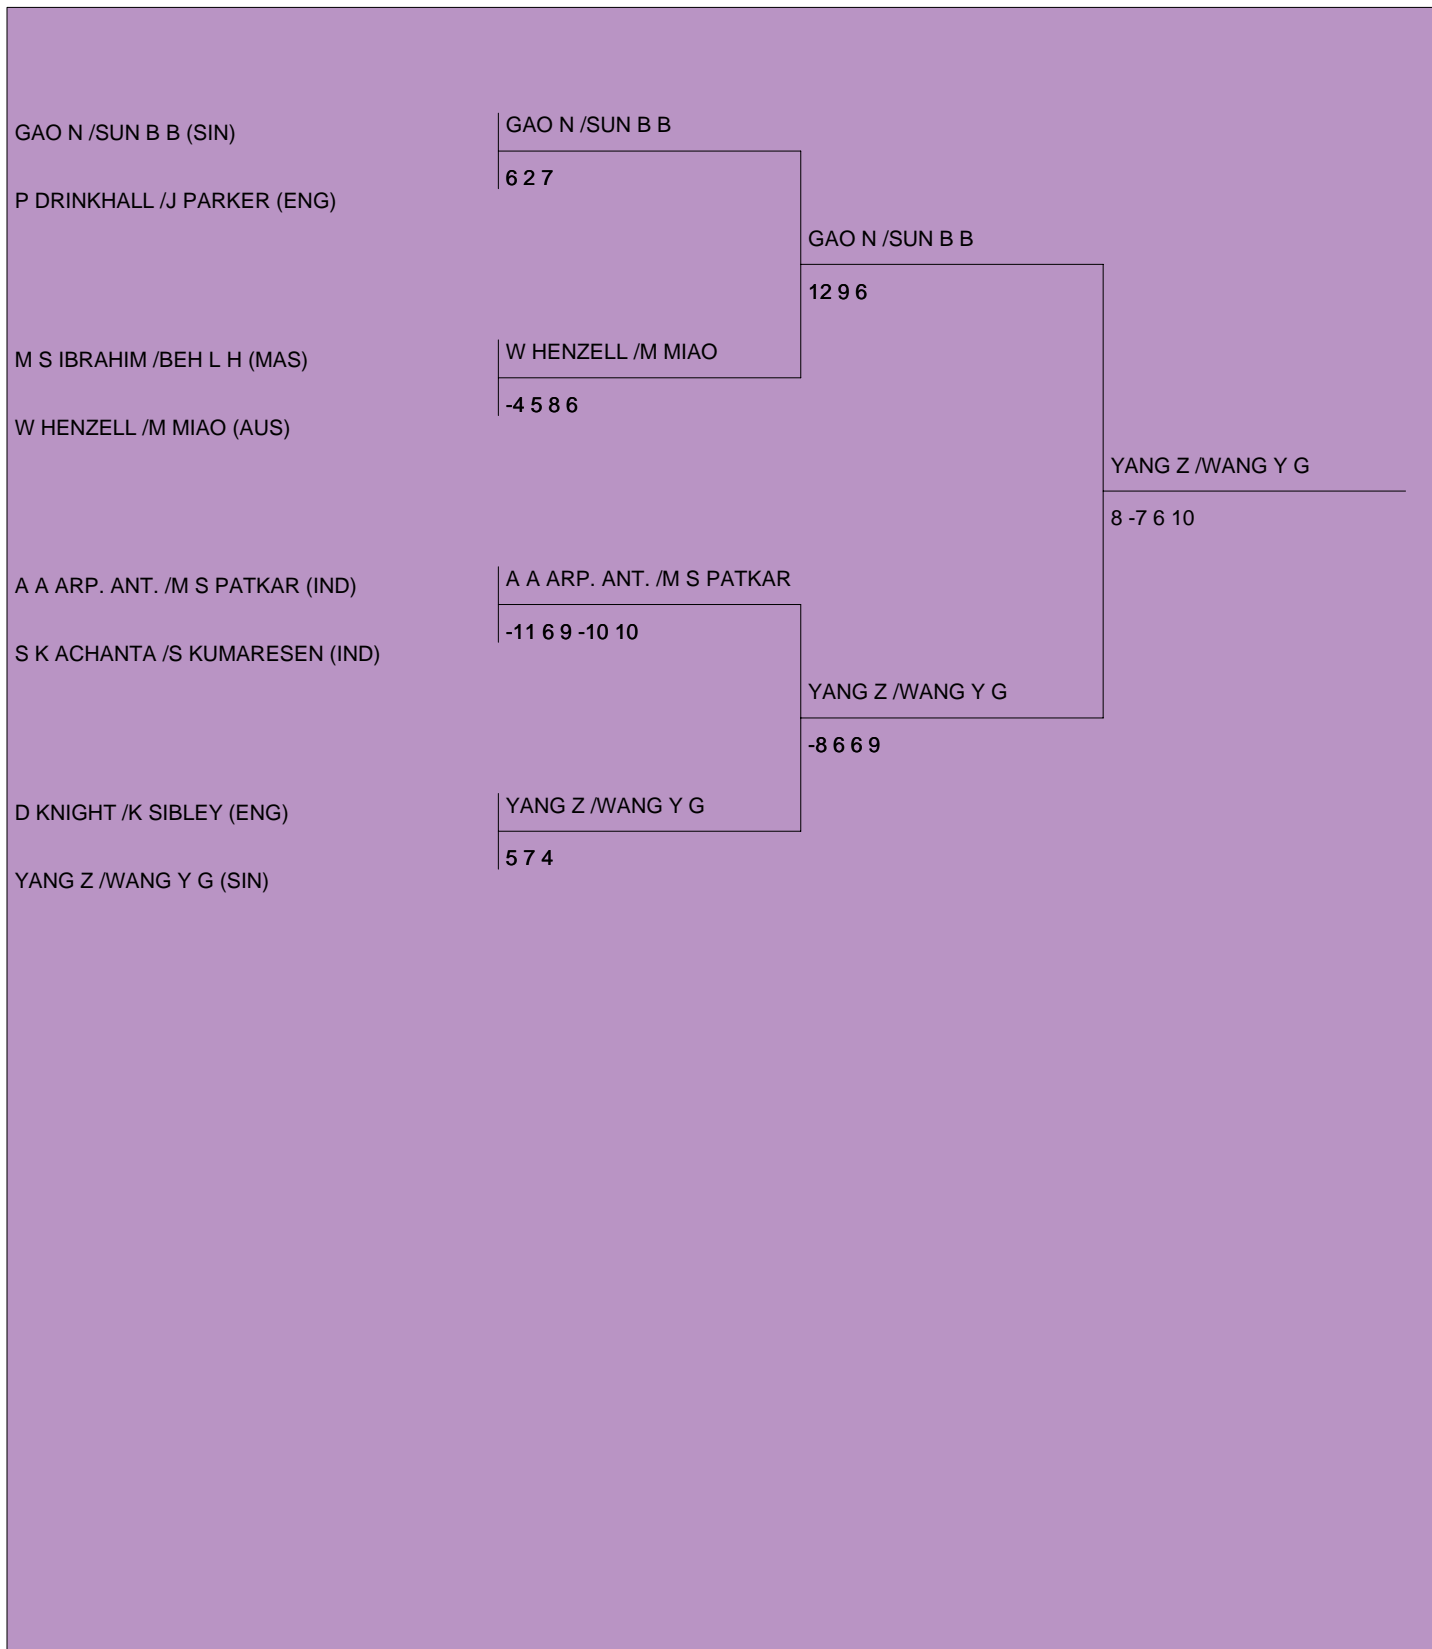 GAO N /SUN B B (SIN)
P DRINKHALL /J PARKER (ENG)
GAO N /SUN B B
6 2 7
GAO N /SUN B B
12 9 6
M S IBRAHIM /BEH L H (MAS)
W HENZELL /M MIAO (AUS)
W HENZELL /M MIAO
-4 5 8 6
YANG Z /WANG Y G
8 -7 6 10
A A ARP. ANT. /M S PATKAR (IND)
S K ACHANTA /S KUMARESEN (IND)
A A ARP. ANT. /M S PATKAR
-11 6 9 -10 10
YANG Z /WANG Y G
-8 6 6 9
D KNIGHT /K SIBLEY (ENG)
YANG Z /WANG Y G (SIN)
YANG Z /WANG Y G
5 7 4